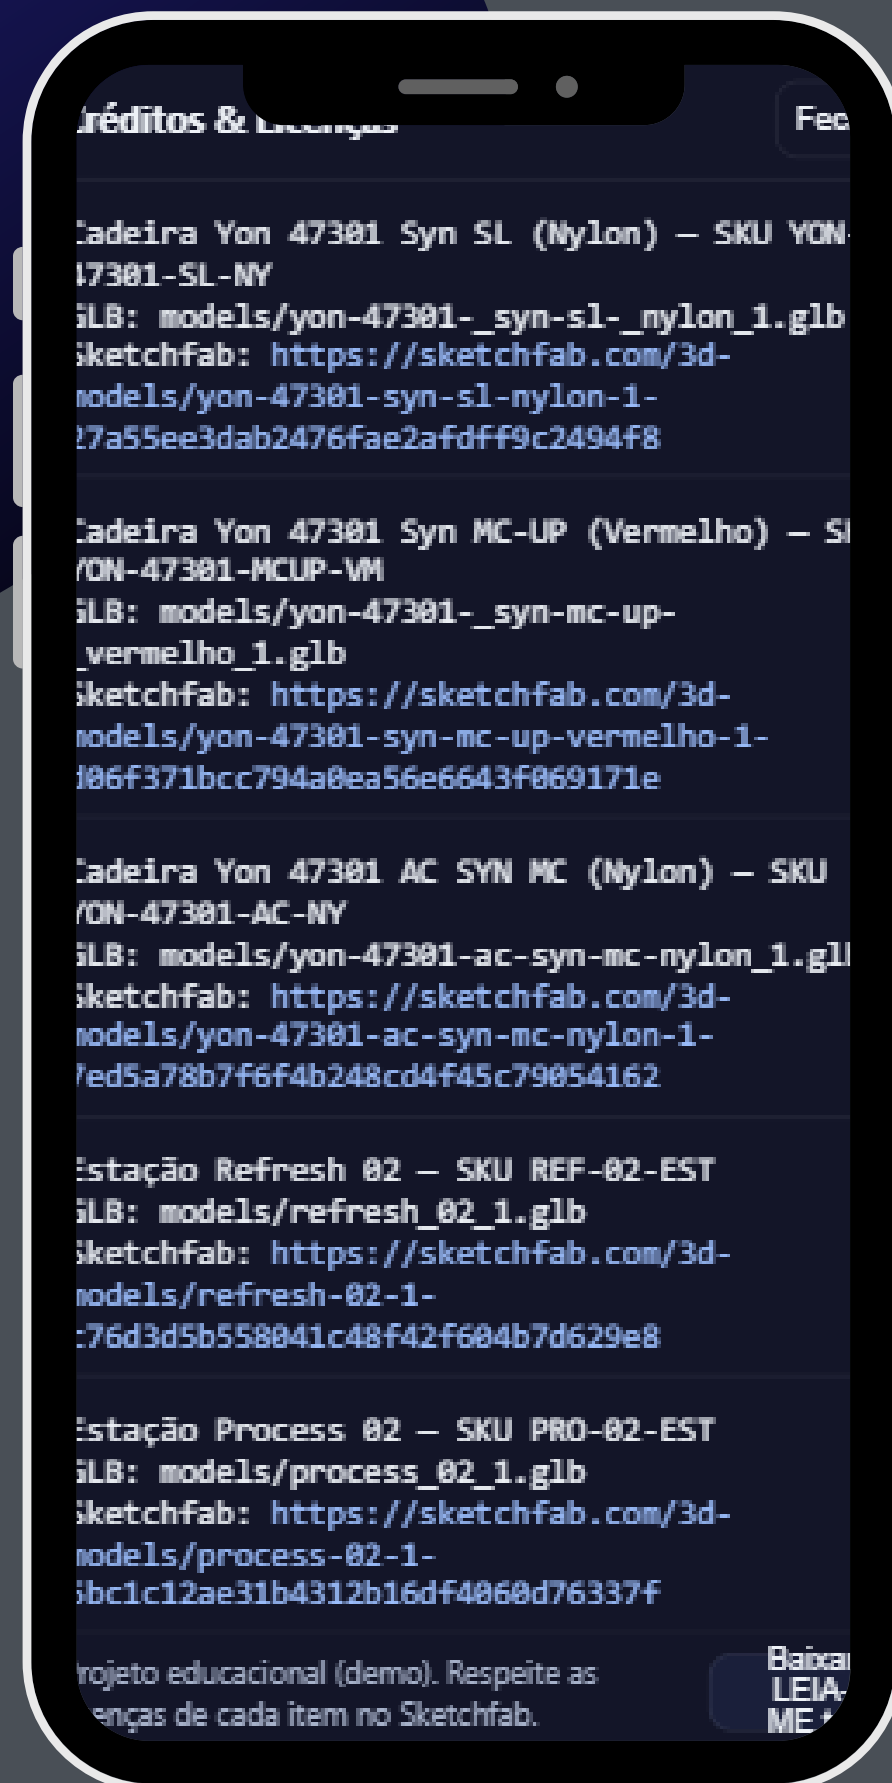 Créditos & Licenças
Fec
Cadeira Yon 47301 Syn SL (Nylon) — SKU YON-
47301-SL-NY
GLB: models/yon-47301-_syn-sl-_nylon_1.glb
Sketchfab: https://sketchfab.com/3d-
models/yon-47301-syn-sl-nylon-1-
27a55ee3dab2476fae2afdff9c2494f8
Cadeira Yon 47301 Syn MC-UP (Vermelho) — SK
YON-47301-MCUP-VM
GLB: models/yon-47301-_syn-mc-up-
_vermelho_1.glb
Sketchfab: https://sketchfab.com/3d-
models/yon-47301-syn-mc-up-vermelho-1-
d06f371bcc794a0ea56e6643f069171e
Cadeira Yon 47301 AC SYN MC (Nylon) — SKU
YON-47301-AC-NY
GLB: models/yon-47301-ac-syn-mc-nylon_1.glb
Sketchfab: https://sketchfab.com/3d-
models/yon-47301-ac-syn-mc-nylon-1-
7ed5a78b7f6f4b248cd4f45c79054162
Estação Refresh 02 — SKU REF-02-EST
GLB: models/refresh_02_1.glb
Sketchfab: https://sketchfab.com/3d-
models/refresh-02-1-
c76d3d5b558041c48f42f604b7d629e8
Estação Process 02 — SKU PRO-02-EST
GLB: models/process_02_1.glb
Sketchfab: https://sketchfab.com/3d-
models/process-02-1-
6bc1c12ae31b4312b16df4060d76337f
Projeto educacional (demo). Respeite as
enças de cada item no Sketchfab.
Baixar
LEIA-
ME